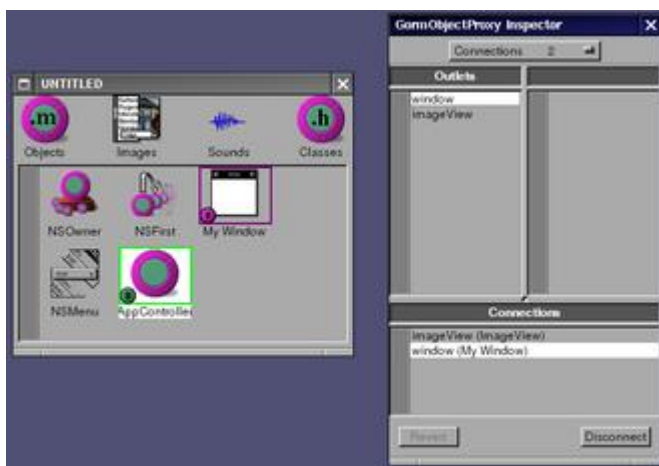 UNTITLED
Objects
Images
Sounds
Classes
.m
.h
NSOwner
NSFirst
My Window
NSMenu
AppController
GormObjectProxy Inspector
Connections 2
Outlets
window
imageView
Connections
imageView (ImageView)
window (My Window)
Revert
Disconnect